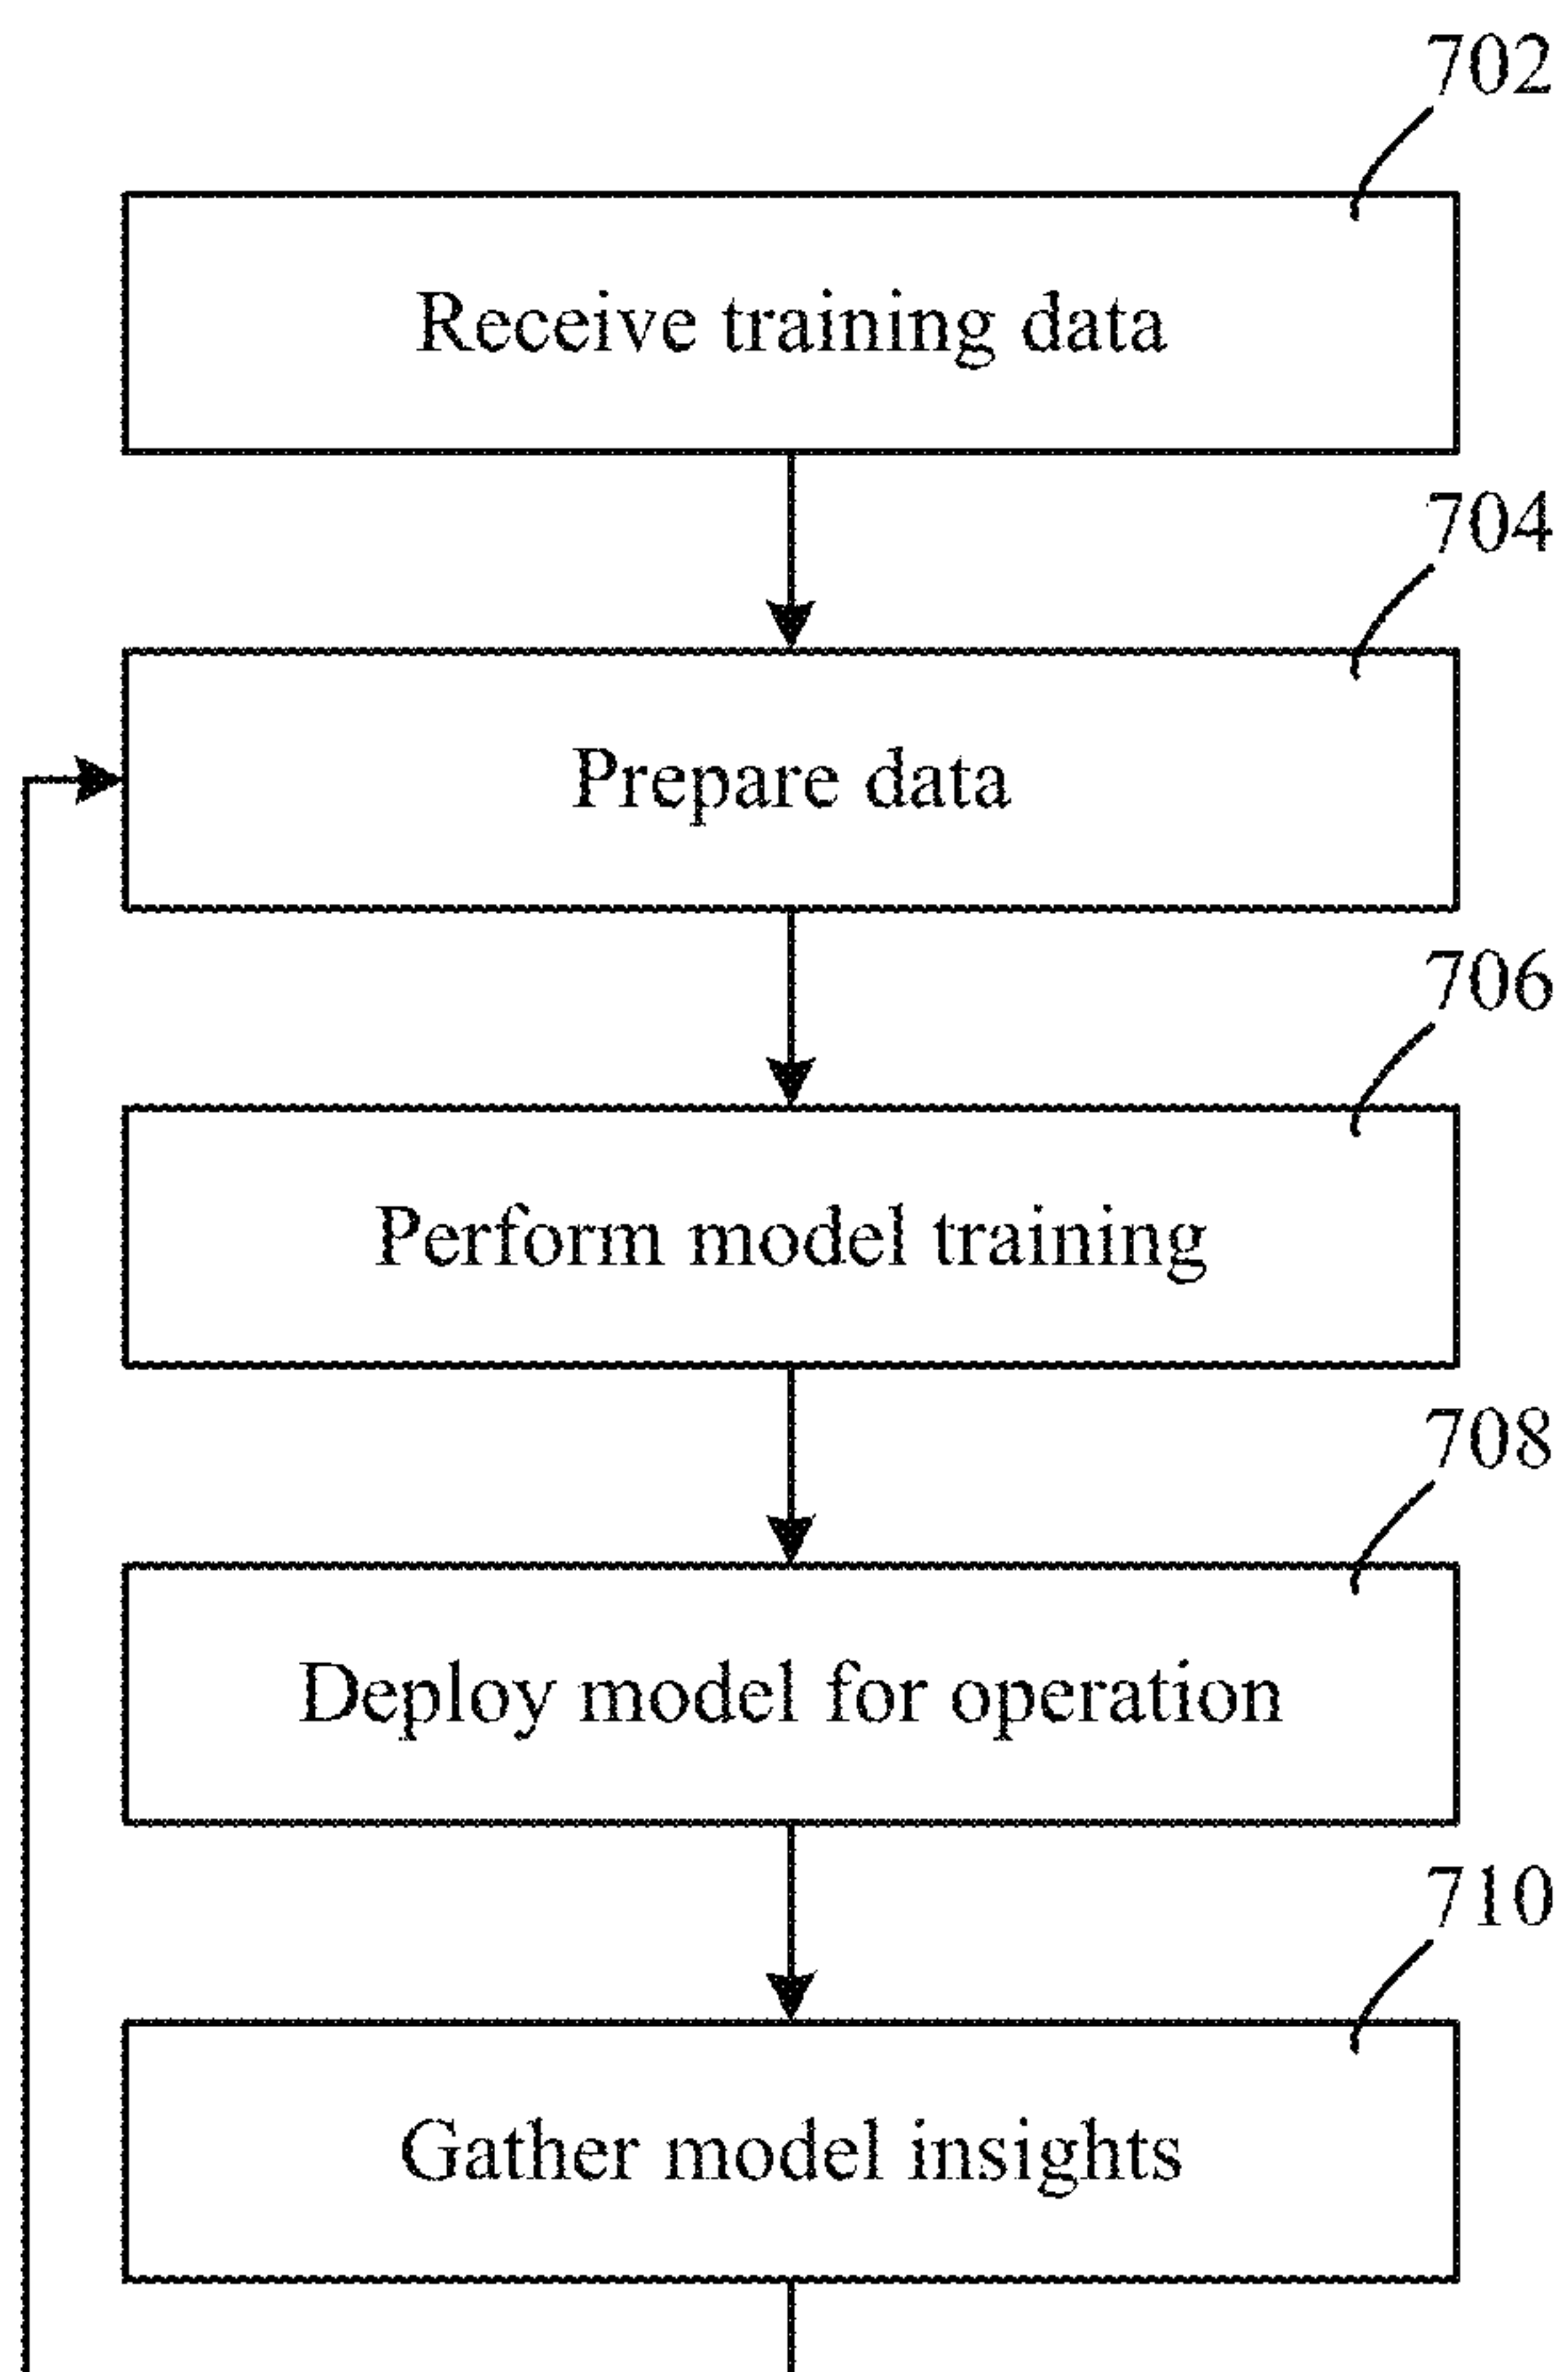 702
Receive training data
704
Prepare data
706
Perform model training
708
Deploy model for operation
710
Gather model insights